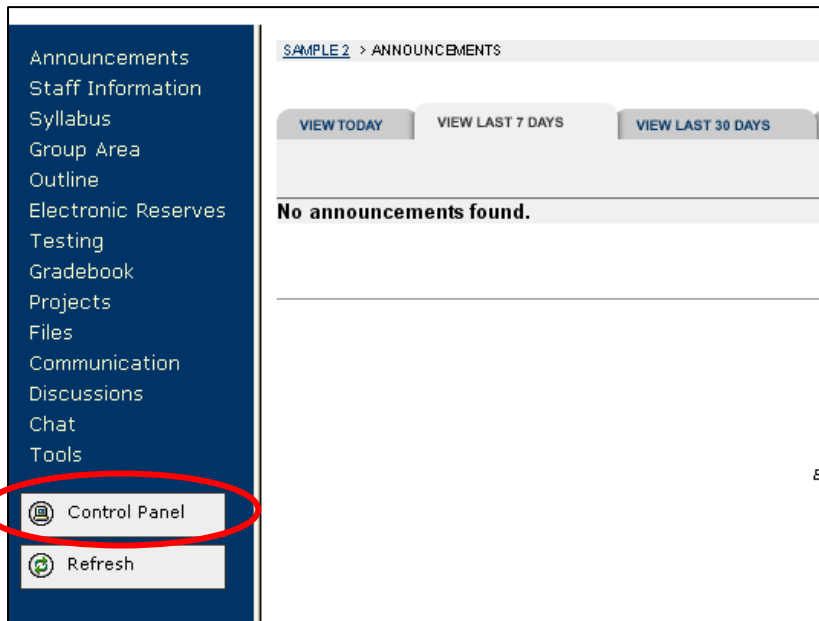 Announcements
Staff Information
Syllabus
Group Area
Outline
Electronic Reserves
Testing
Gradebook
Projects
Files
Communication
Discussions
Chat
Tools
Control Panel
Refresh
SAMPLE 2 > ANNOUNCEMENTS
VIEW TODAY VIEW LAST 7 DAYS VIEW LAST 30 DAYS
No announcements found.